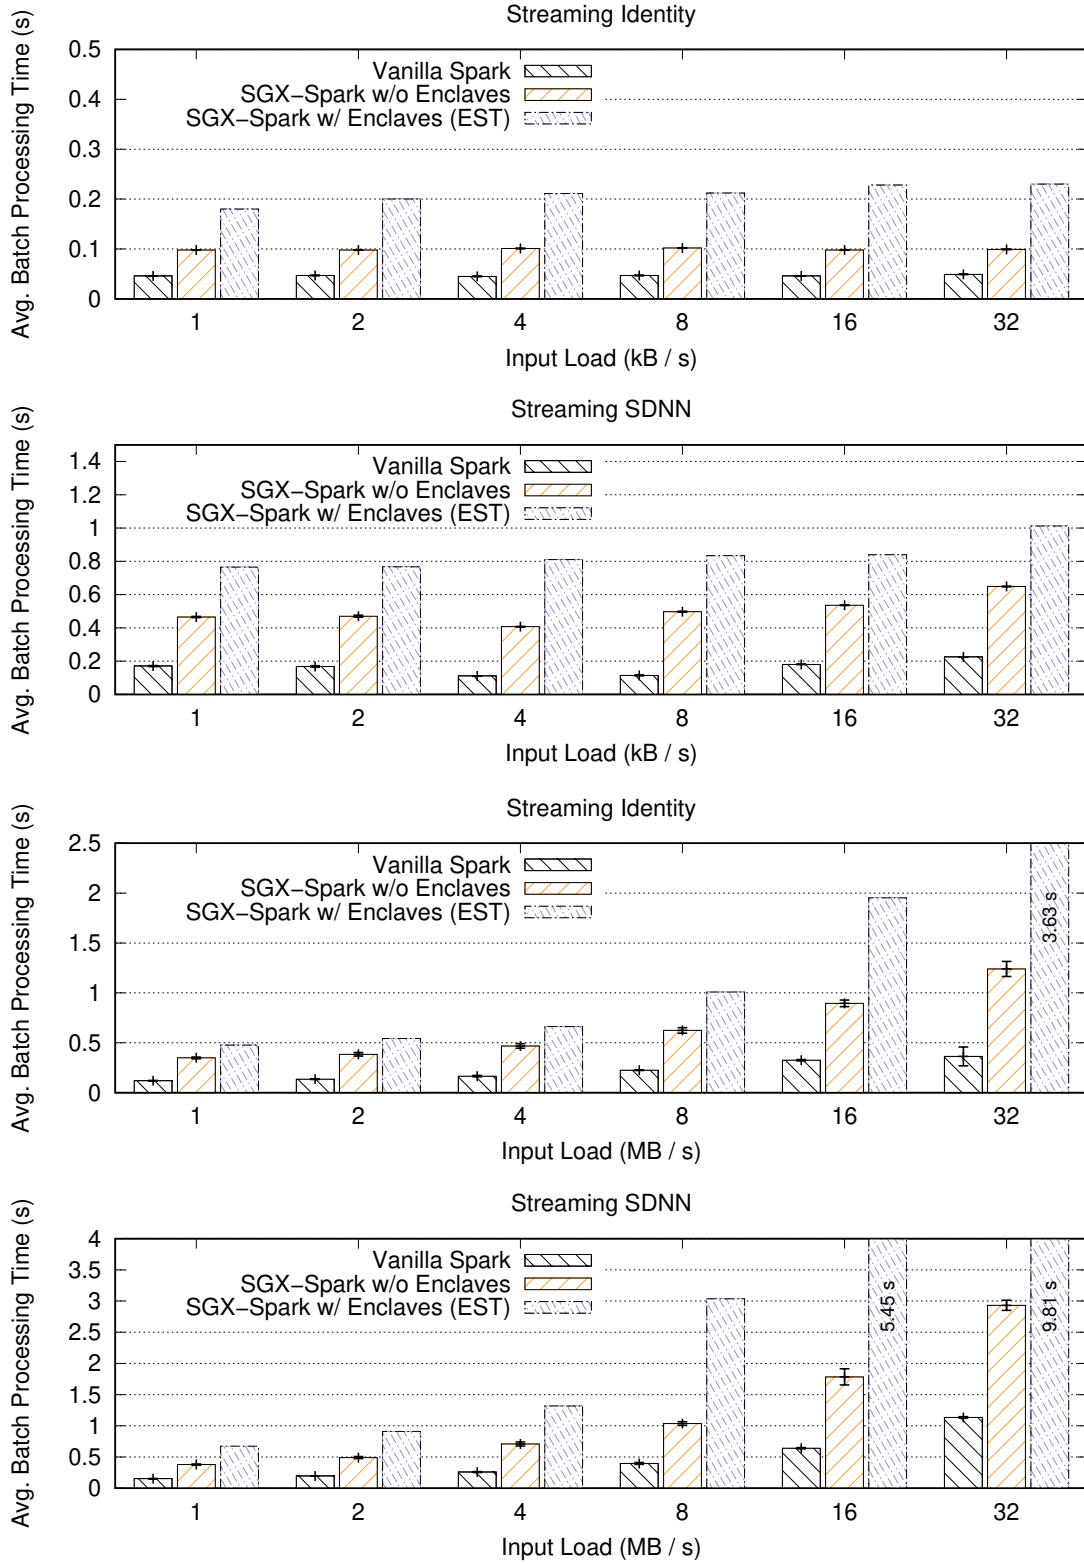 Streaming Identity
Avg. Batch Processing Time (s)
0.5
0.4
0.3
0.2
0.1
0
Vanilla Spark
SGX−Spark w/o Enclaves
SGX−Spark w/ Enclaves (EST)
1 2 4 8 16 32
Input Load (kB / s)
Streaming SDNN
Avg. Batch Processing Time (s)
1.4
1.2
1
0.8
0.6
0.4
0.2
0
Vanilla Spark
SGX−Spark w/o Enclaves
SGX−Spark w/ Enclaves (EST)
1 2 4 8 16 32
Input Load (kB / s)
Streaming Identity
Avg. Batch Processing Time (s)
2.5
2
1.5
1
0.5
0
Vanilla Spark
SGX−Spark w/o Enclaves
SGX−Spark w/ Enclaves (EST)
3.63 s
1 2 4 8 16 32
Input Load (MB / s)
Streaming SDNN
Avg. Batch Processing Time (s)
4
3.5
3
2.5
2
1.5
1
0.5
0
Vanilla Spark
SGX−Spark w/o Enclaves
SGX−Spark w/ Enclaves (EST)
5.45 s
9.81 s
1 2 4 8 16 32
Input Load (MB / s)